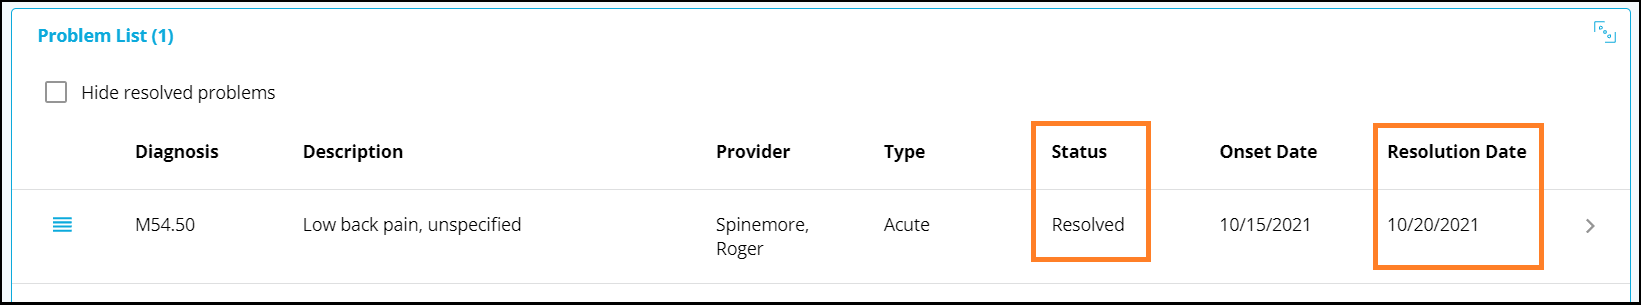 Problem List (1)
Hide resolved problems
Diagnosis Description Provider Type Status Onset Date Resolution Date
M54.50 Low back pain, unspecified Spinemore, Acute Resolved 10/15/2021 10/20/2021
Roger